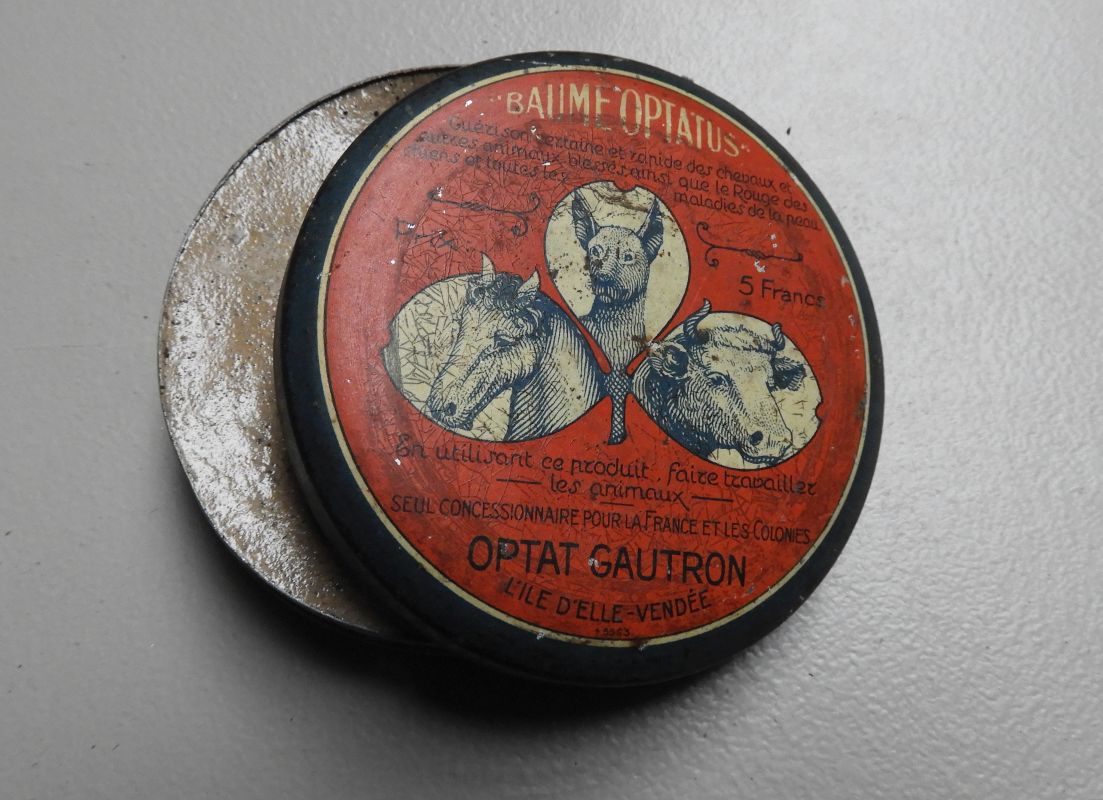 "BAUME OPTATUS"
Guérison certaine et rapide des chevaux et
autres animaux blessés ainsi que le Rouge des
chiens et toutes les maladies de la peau
Prix
5 Francs
En utilisant ce produit, faire travailler
les animaux
SEUL CONCESSIONNAIRE POUR LA FRANCE ET LES COLONIES
OPTAT GAUTRON
L'ILE D'ELLE-VENDÉE